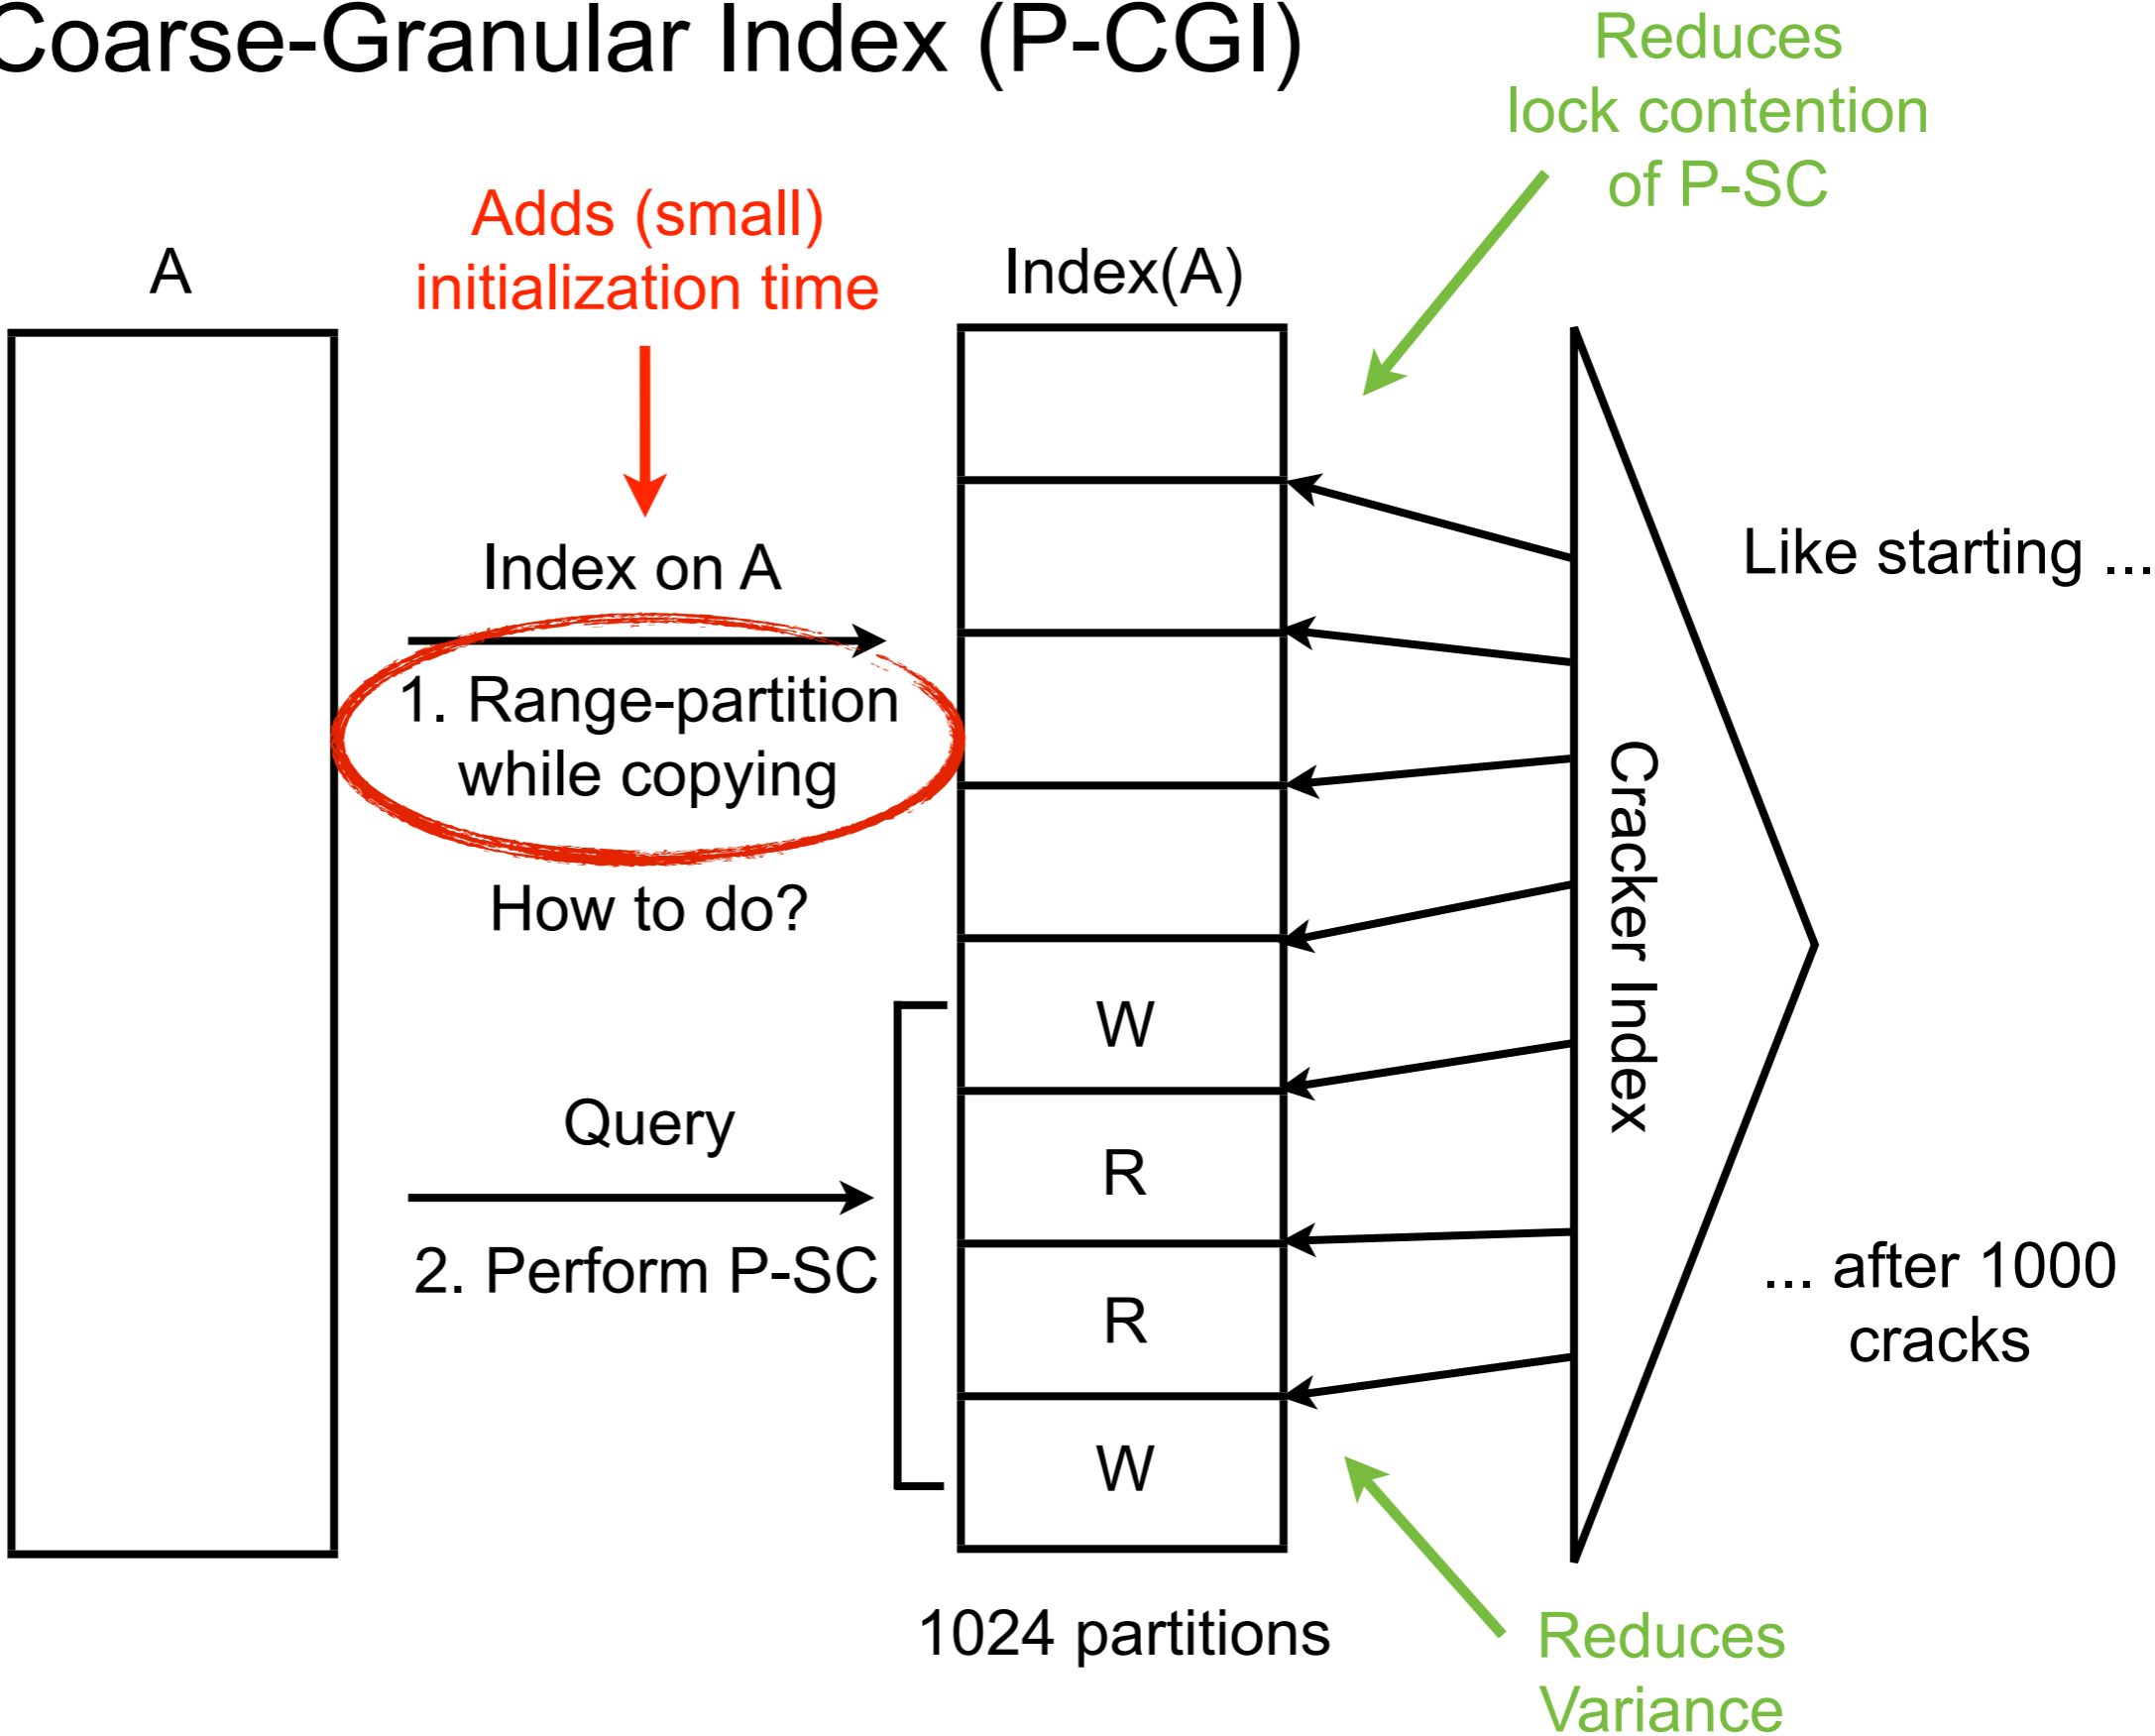 Coarse-Granular Index (P-CGI)
Reduces
lock contention
of P-SC
Adds (small)
initialization time
A
Index(A)
Index on A
1. Range-partition
while copying
How to do?
Like starting ...
Cracker Index
W
R
R
W
Query
2. Perform P-SC
... after 1000
cracks
1024 partitions
Reduces
Variance